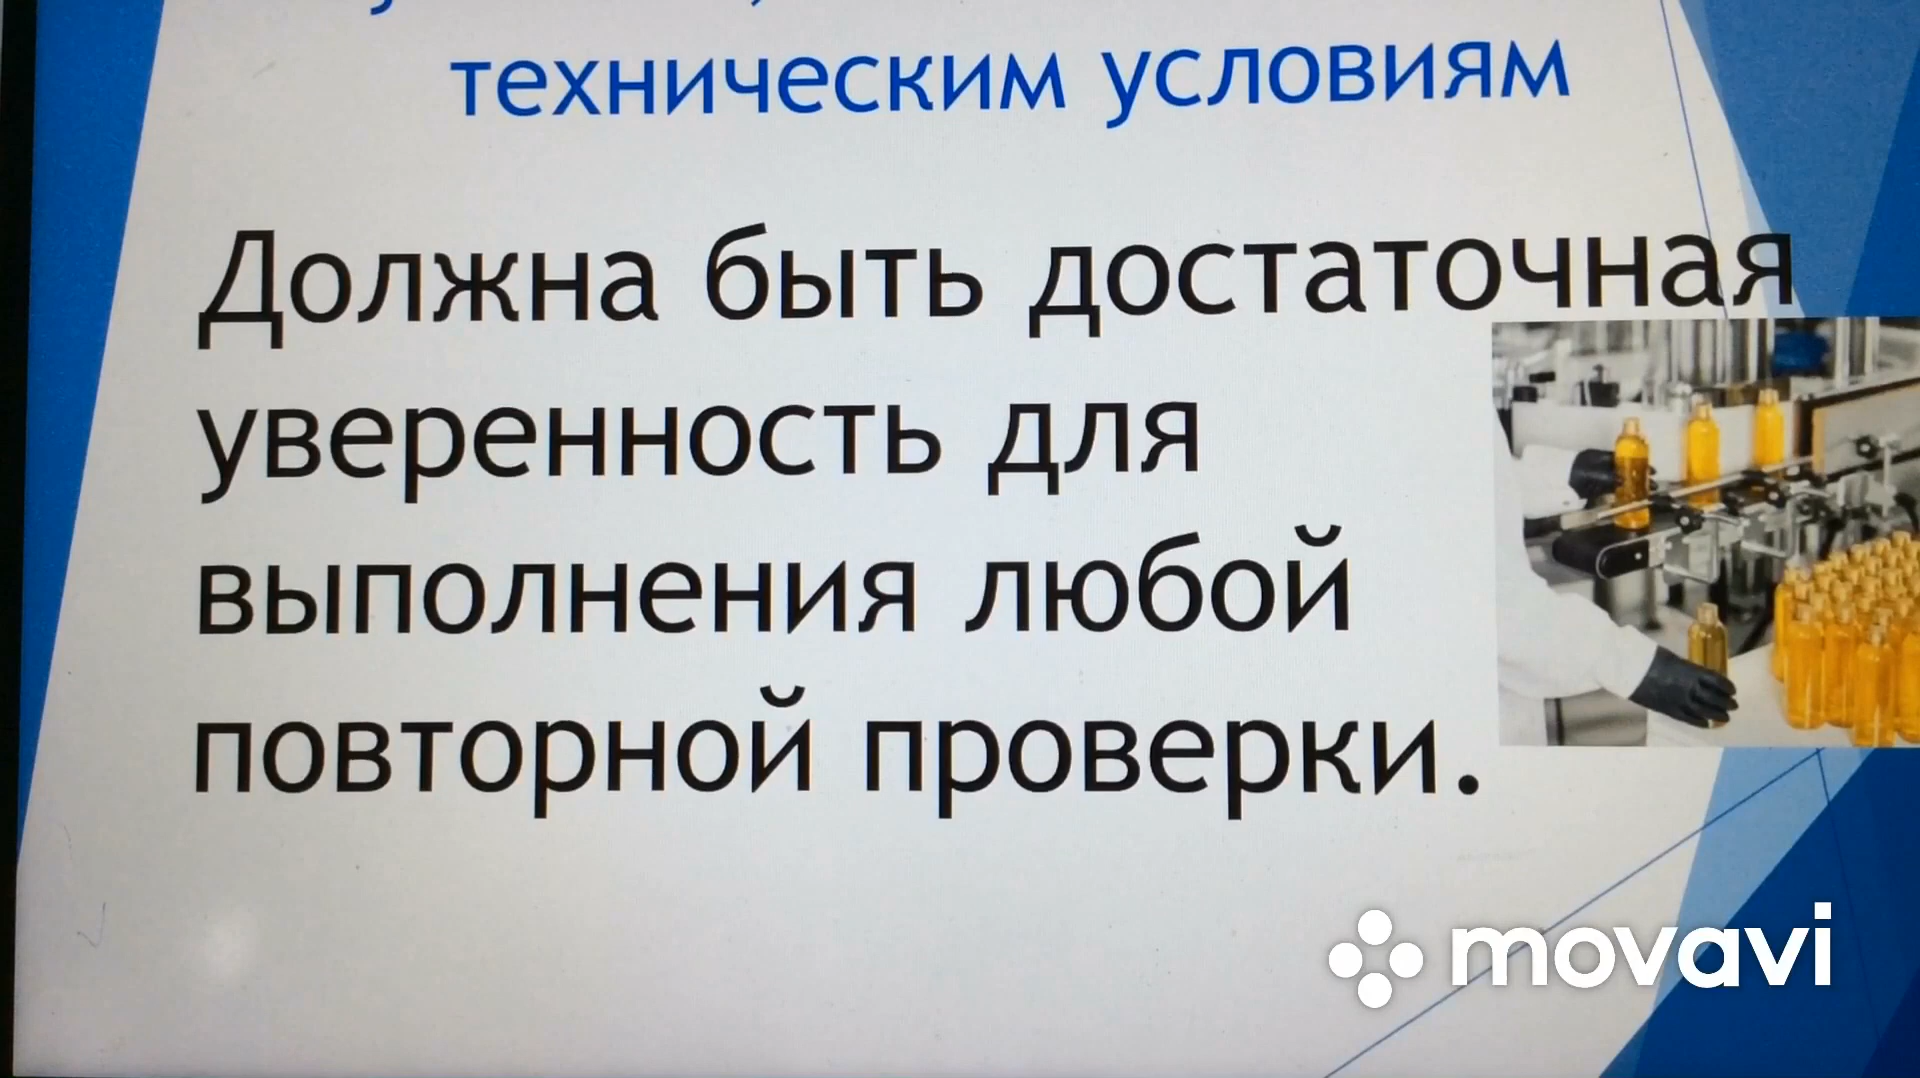 техническим условиям
Должна быть достаточная
уверенность для
выполнения любой
повторной проверки.
movavi